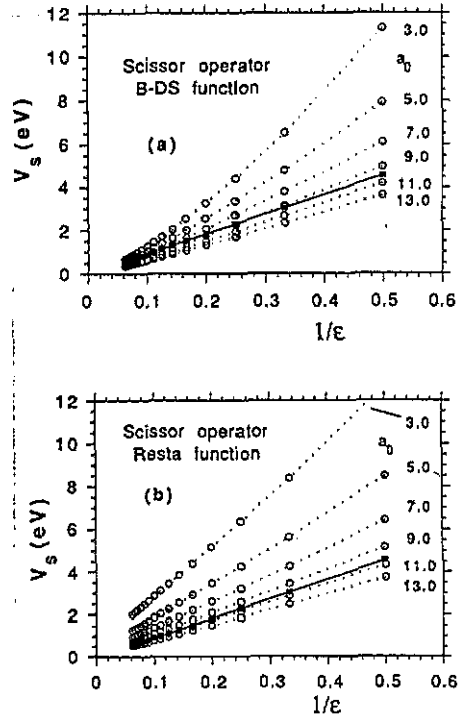 12
10
8
6
4
2
0
V_s (eV)
Scissor operator
B-DS function
(a)
3.0
a_0
5.0
7.0
9.0
11.0
13.0
0 0.1 0.2 0.3 0.4 0.5 0.6
1/ε
12
10
8
6
4
2
0
V_s (eV)
Scissor operator
Resta function
(b)
3.0
a_0
5.0
7.0
9.0
11.0
13.0
0 0.1 0.2 0.3 0.4 0.5 0.6
1/ε